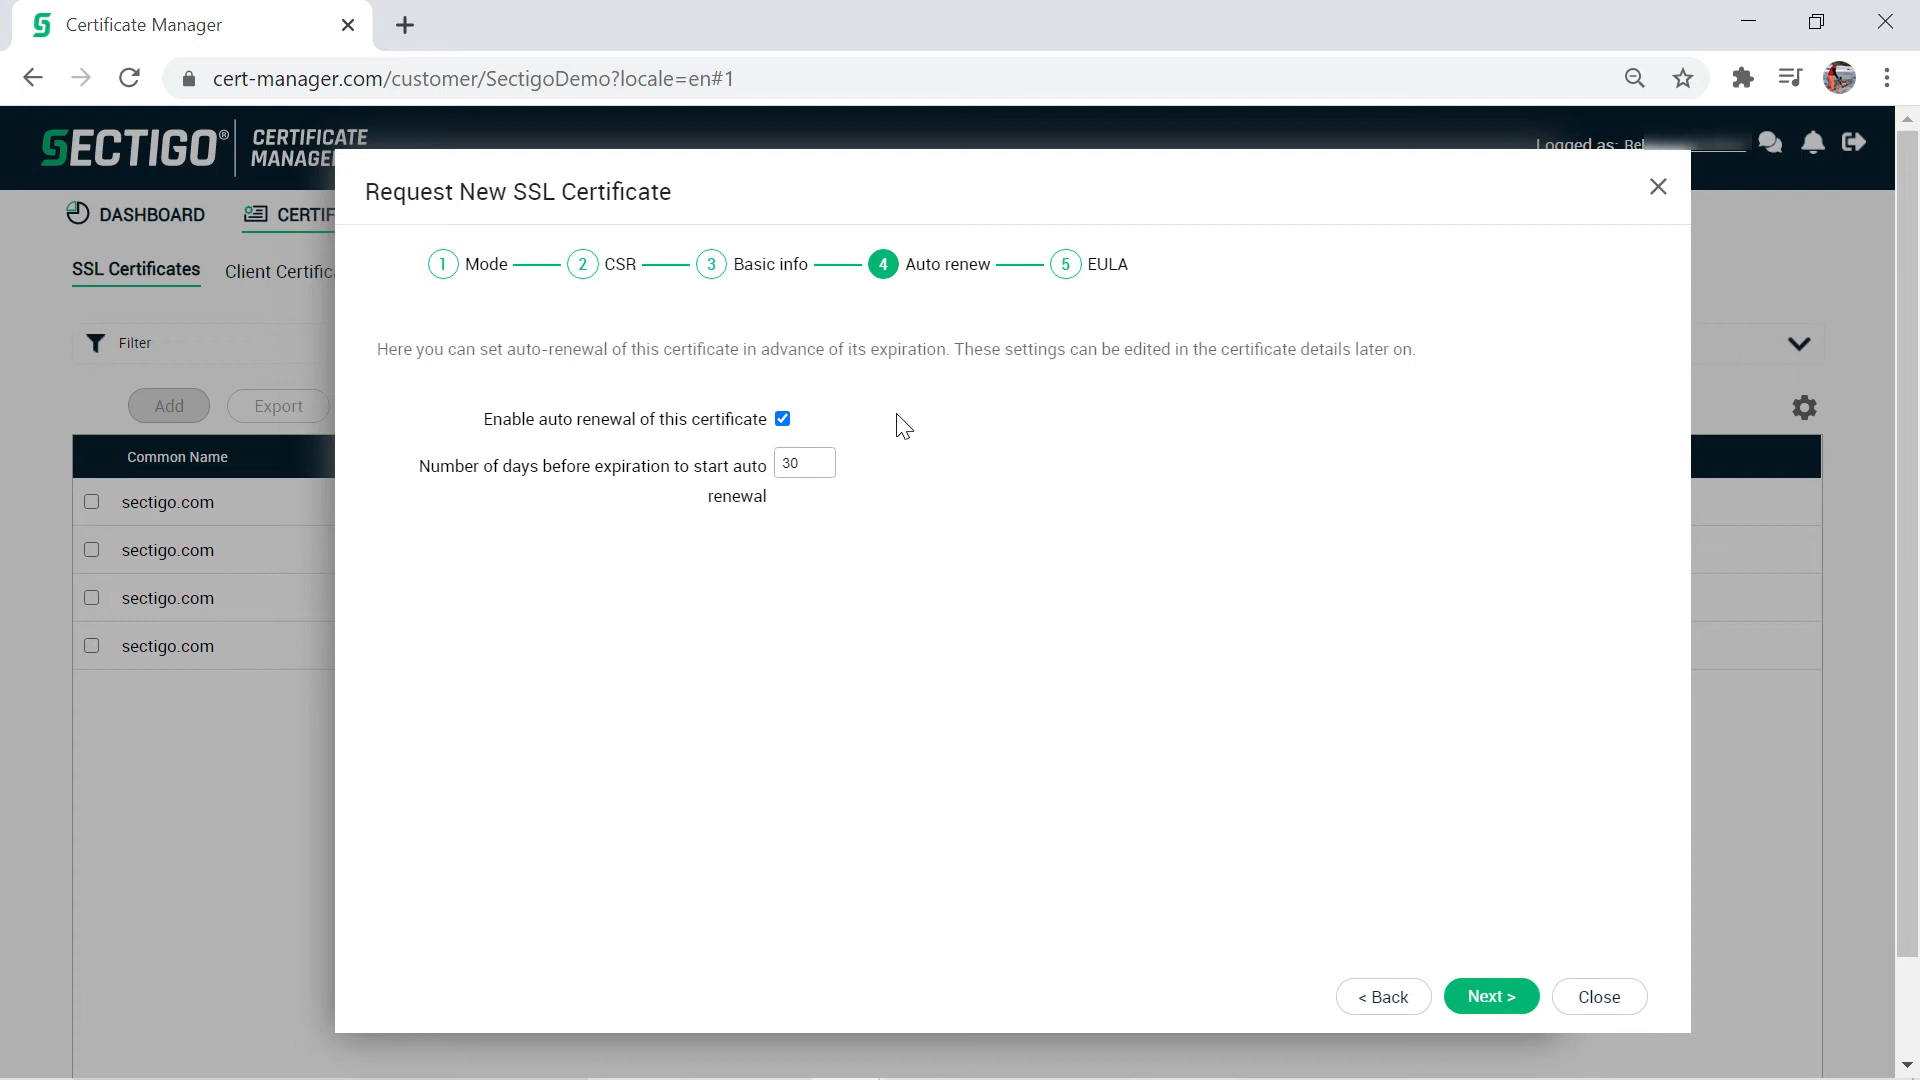 Certificate Manager
cert-manager.com/customer/SectigoDemo?locale=en#1
SECTIGO® CERTIFICATE
MANAGER
Logged as:
Request New SSL Certificate
DASHBOARD
CERTIF
1 Mode 2 CSR 3 Basic info 4 Auto renew 5 EULA
SSL Certificates Client Certific
Here you can set auto-renewal of this certificate in advance of its expiration. These settings can be edited in the certificate details later on.
Filter
Add Export
Enable auto renewal of this certificate
Number of days before expiration to start auto 30
renewal
Common Name
sectigo.com
sectigo.com
sectigo.com
sectigo.com
< Back Next > Close